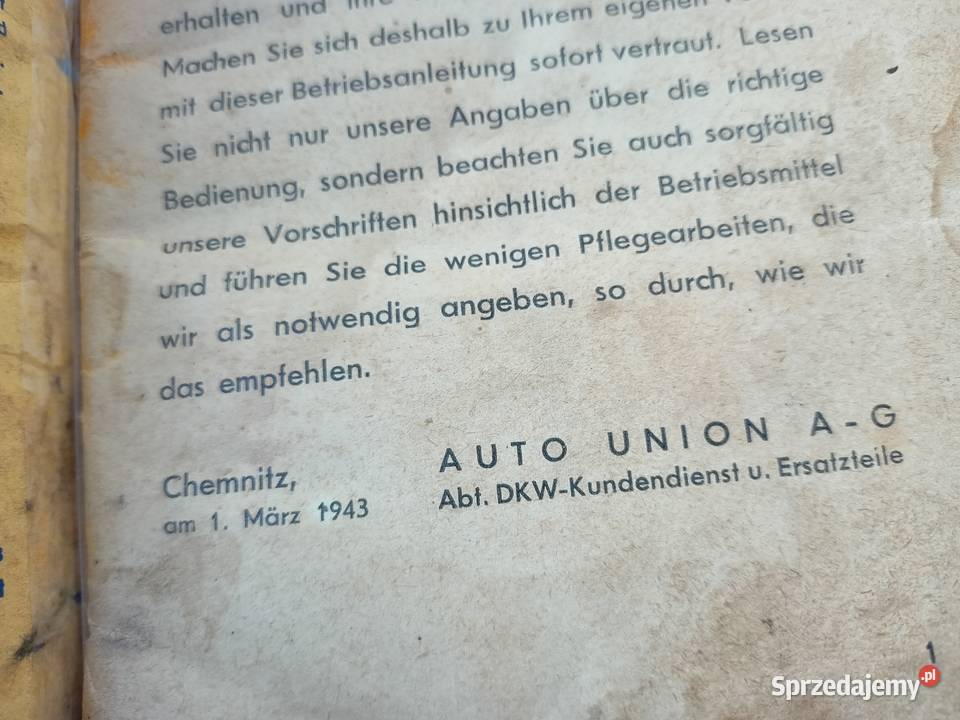 erhalten und Ihre
Machen Sie sich deshalb zu Ihrem eigenen
mit dieser Betriebsanleitung sofort vertraut. Lesen
Sie nicht nur unsere Angaben über die richtige
Bedienung, sondern beachten Sie auch sorgfältig
unsere Vorschriften hinsichtlich der Betriebsmittel
und führen Sie die wenigen Pflegearbeiten, die
wir als notwendig angeben, so durch, wie wir
das empfehlen.
AUTO UNION A-G
Chemnitz,
Abt. DKW-Kundendienst u. Ersatzteile
am 1. März 1943
1
Sprzedajemy.pl